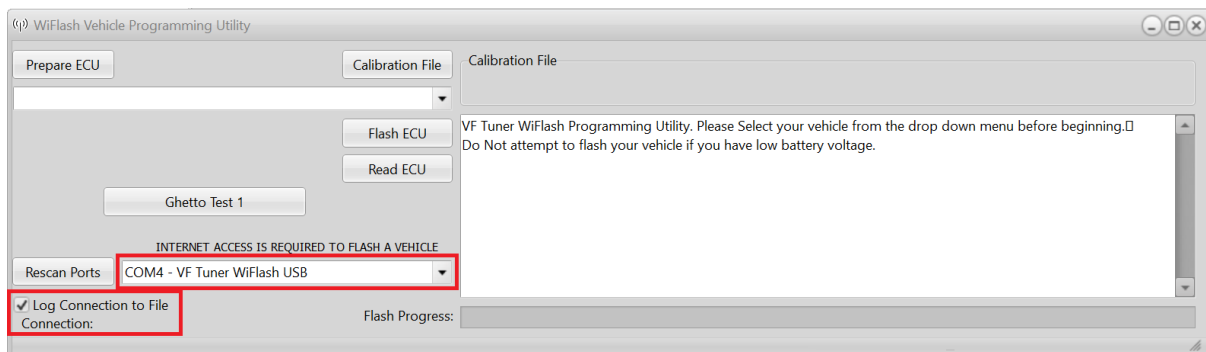 WiFlash Vehicle Programming Utility
Prepare ECU
Calibration File
Calibration File
Flash ECU
VF Tuner WiFlash Programming Utility. Please Select your vehicle from the drop down menu before beginning.
Do Not attempt to flash your vehicle if you have low battery voltage.
Read ECU
Ghetto Test 1
INTERNET ACCESS IS REQUIRED TO FLASH A VEHICLE
Rescan Ports
COM4 - VF Tuner WiFlash USB
Log Connection to File
Connection:
Flash Progress: